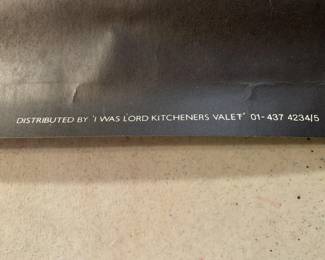 DISTRIBUTED BY 'I WAS LORD KITCHENERS VALET' 01-437 4234/5